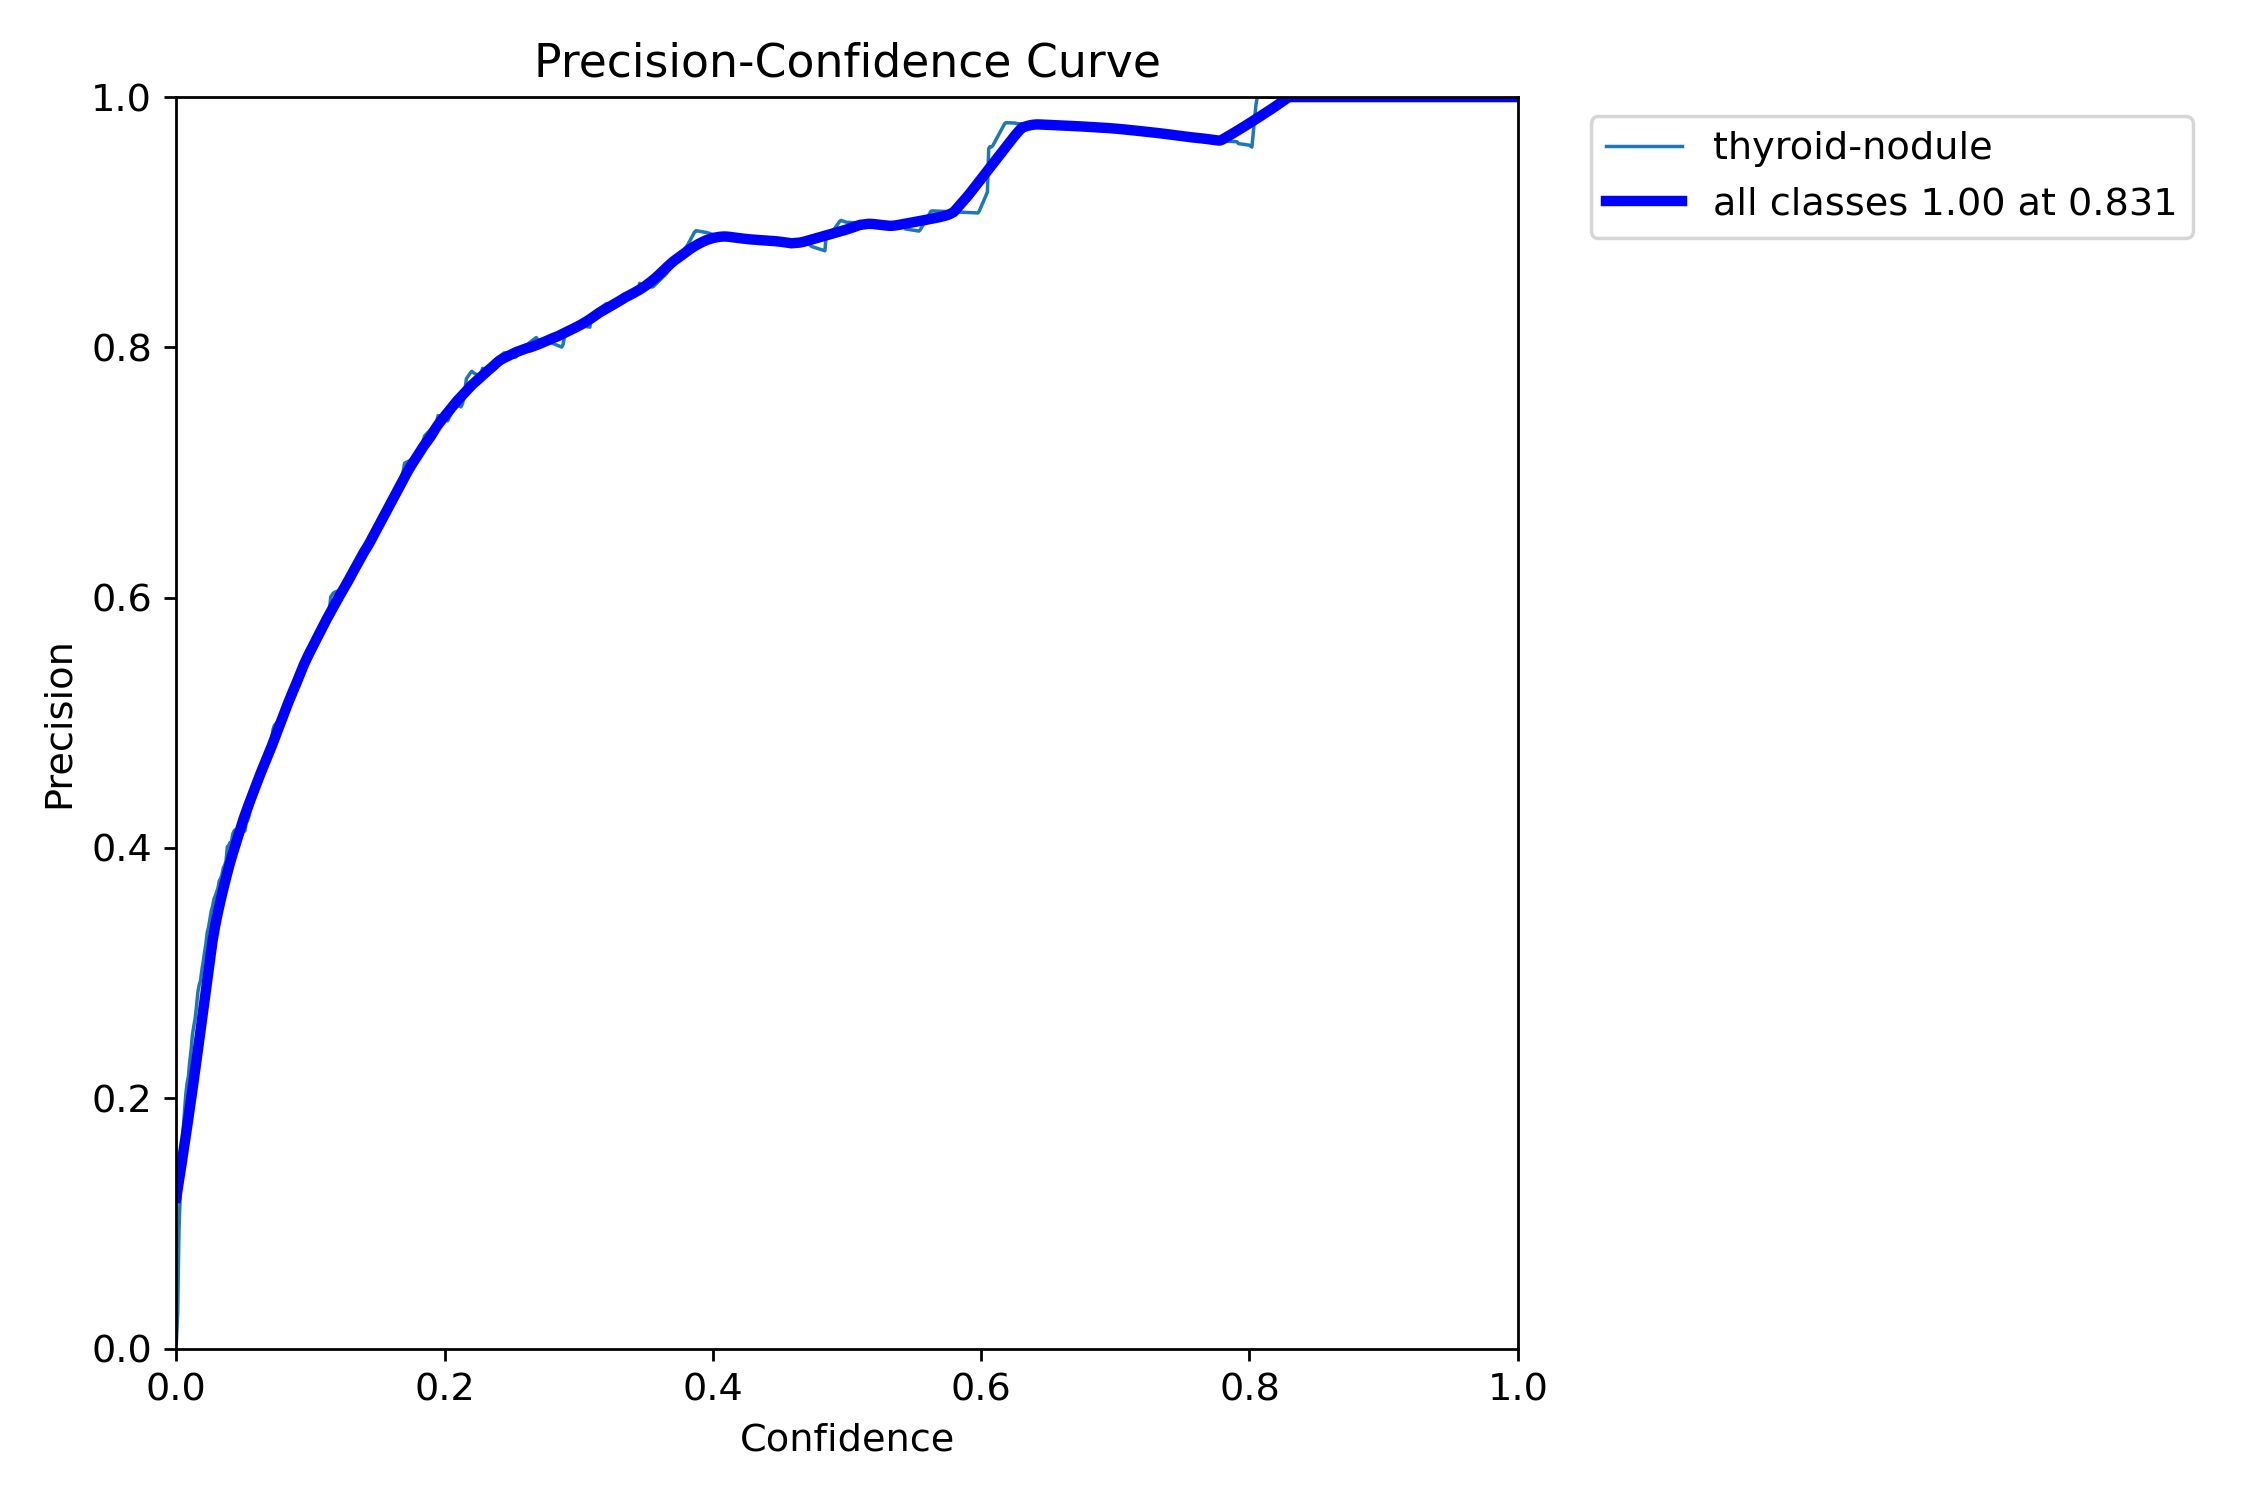 Precision-Confidence Curve
1.0
0.8
0.6
0.4
0.2
0.0
Precision
0.0 0.2 0.4 0.6 0.8 1.0
Confidence
thyroid-nodule
all classes 1.00 at 0.831